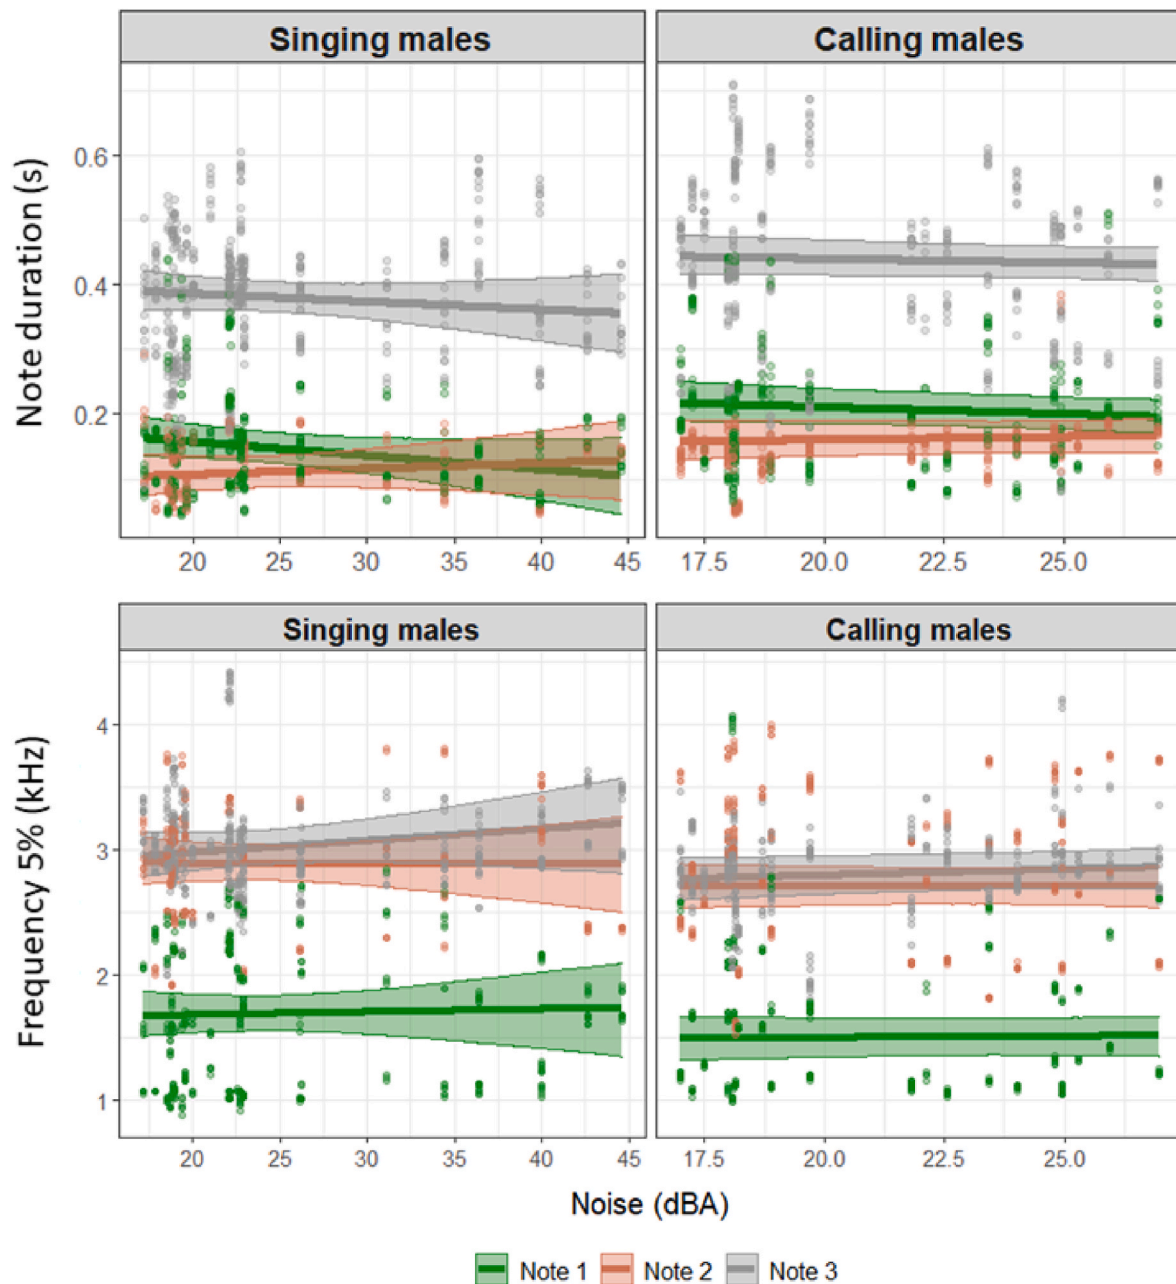 Singing males Calling males
Note duration (s)
0.6
0.4
0.2
20 25 30 35 40 45 17.5 20.0 22.5 25.0
Singing males Calling males
Frequency 5% (kHz)
4
3
2
1
20 25 30 35 40 45 17.5 20.0 22.5 25.0
Noise (dBA)
Note 1 Note 2 Note 3